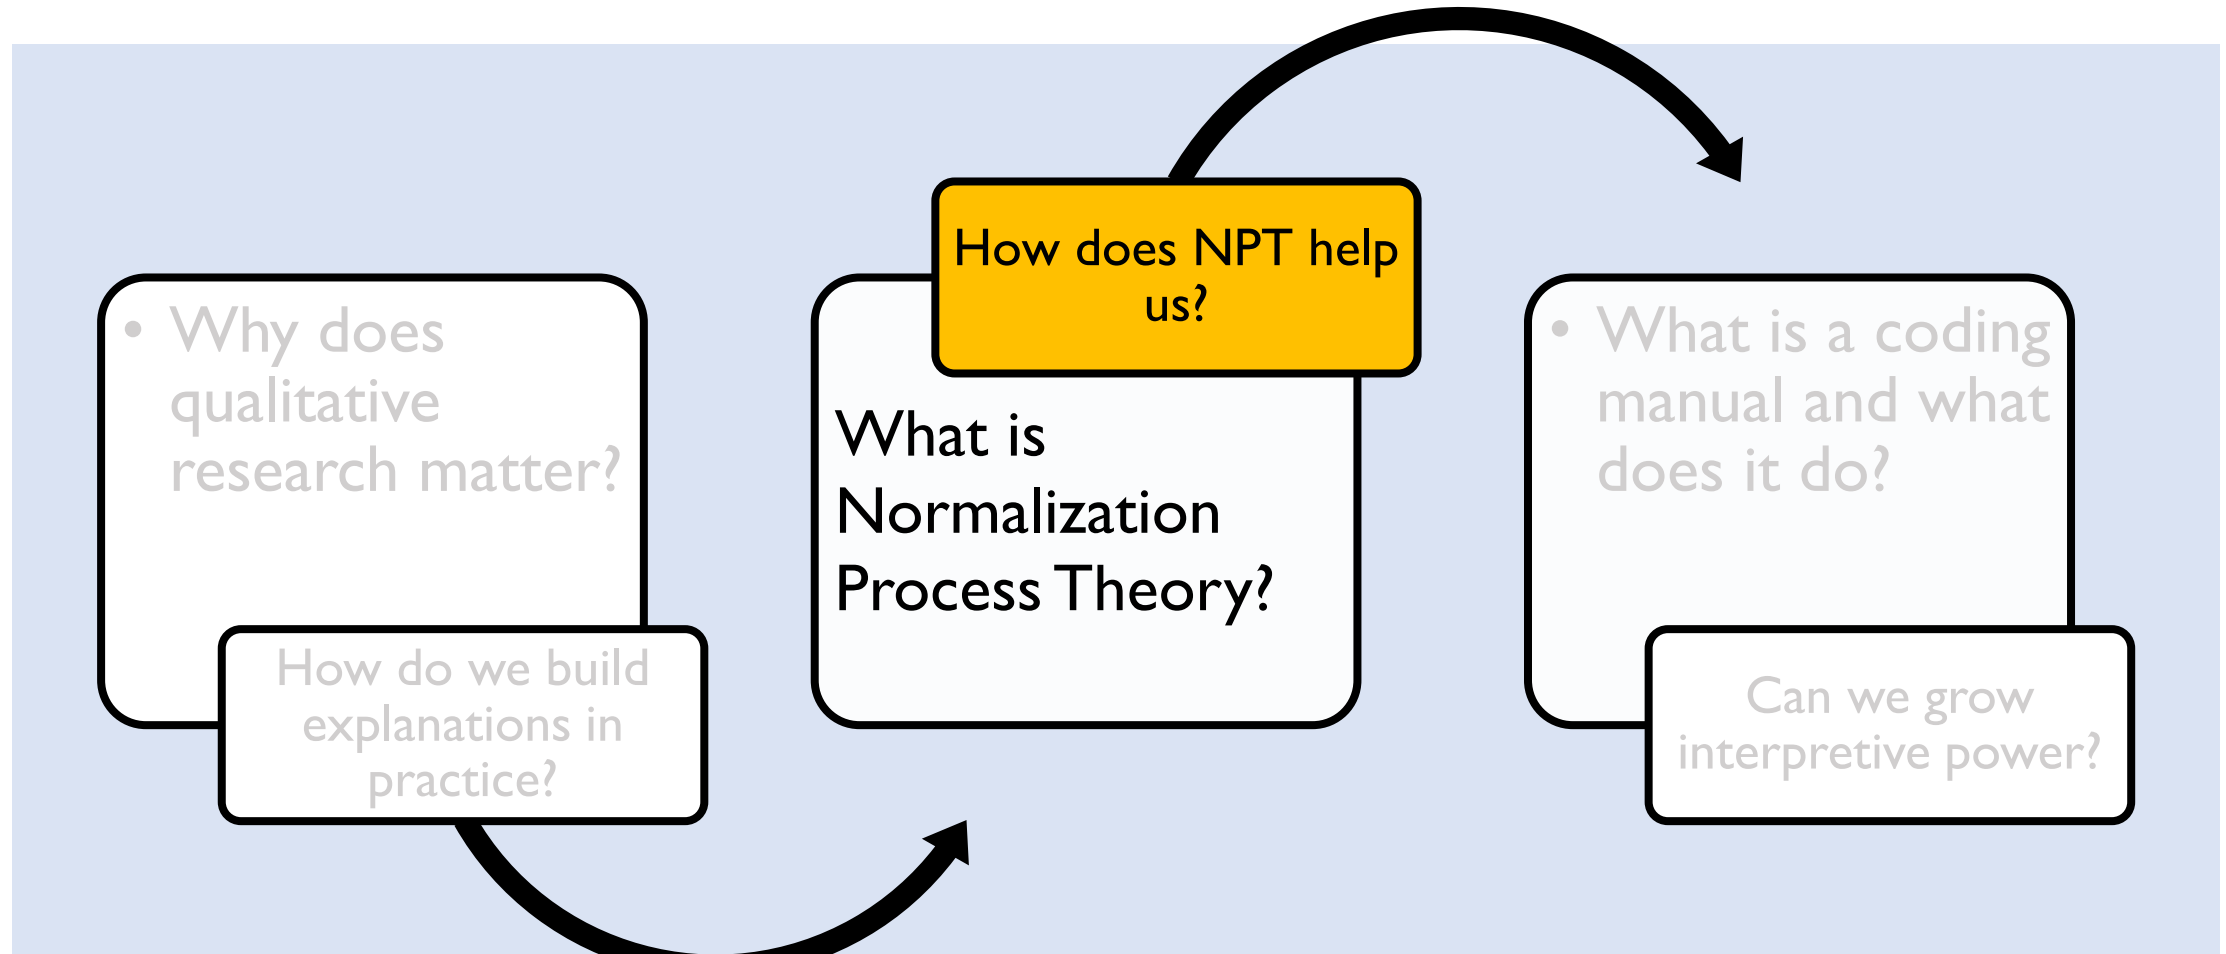 • Why does
qualitative
research matter?
How do we build
explanations in
practice?
How does NPT help
us?
What is
Normalization
Process Theory?
• What is a coding
manual and what
does it do?
Can we grow
interpretive power?